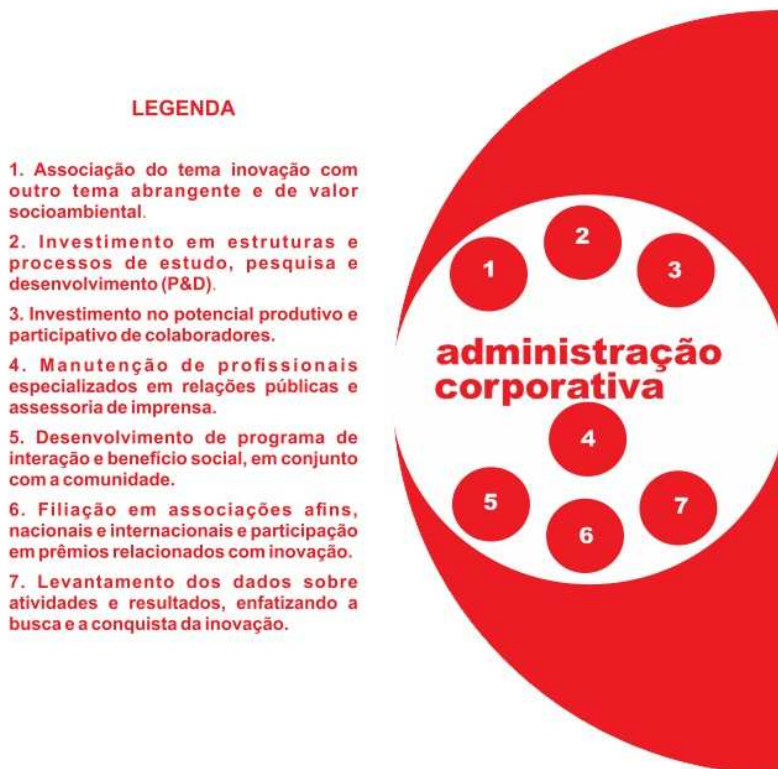 LEGENDA
1. Associação do tema inovação com
outro tema abrangente e de valor
socioambiental.
2. Investimento em estruturas e
processos de estudo, pesquisa e
desenvolvimento (P&D).
3. Investimento no potencial produtivo e
participativo de colaboradores.
4. Manutenção de profissionais
especializados em relações públicas e
assessoria de imprensa.
5. Desenvolvimento de programa de
interação e benefício social, em conjunto
com a comunidade.
6. Filiação em associações afins,
nacionais e internacionais e participação
em prêmios relacionados com inovação.
7. Levantamento dos dados sobre
atividades e resultados, enfatizando a
busca e a conquista da inovação.
1
2
3
administração
corporativa
4
5
6
7